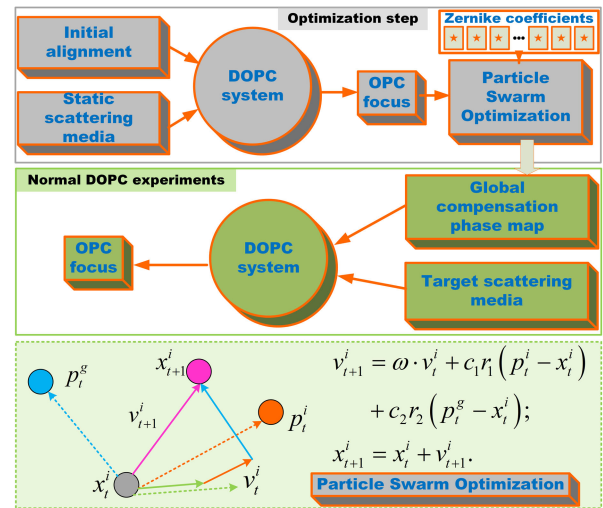 Optimization step
Zernike coefficients
...
Initial
alignment
Static
scattering
media
DOPC
system
OPC
focus
Particle
Swarm
Optimization
Normal DOPC experiments
Global
compensation
phase map
Target scattering
media
DOPC
system
OPC
focus
p_t^g
x_{t+1}^i
v_{t+1}^i
p_t^i
x_t^i
v_t^i
v_{t+1}^i = ω · v_t^i + c_1 r_1 ( p_t^i − x_t^i )
+ c_2 r_2 ( p_t^g − x_t^i );
x_{t+1}^i = x_t^i + v_{t+1}^i.
Particle Swarm Optimization